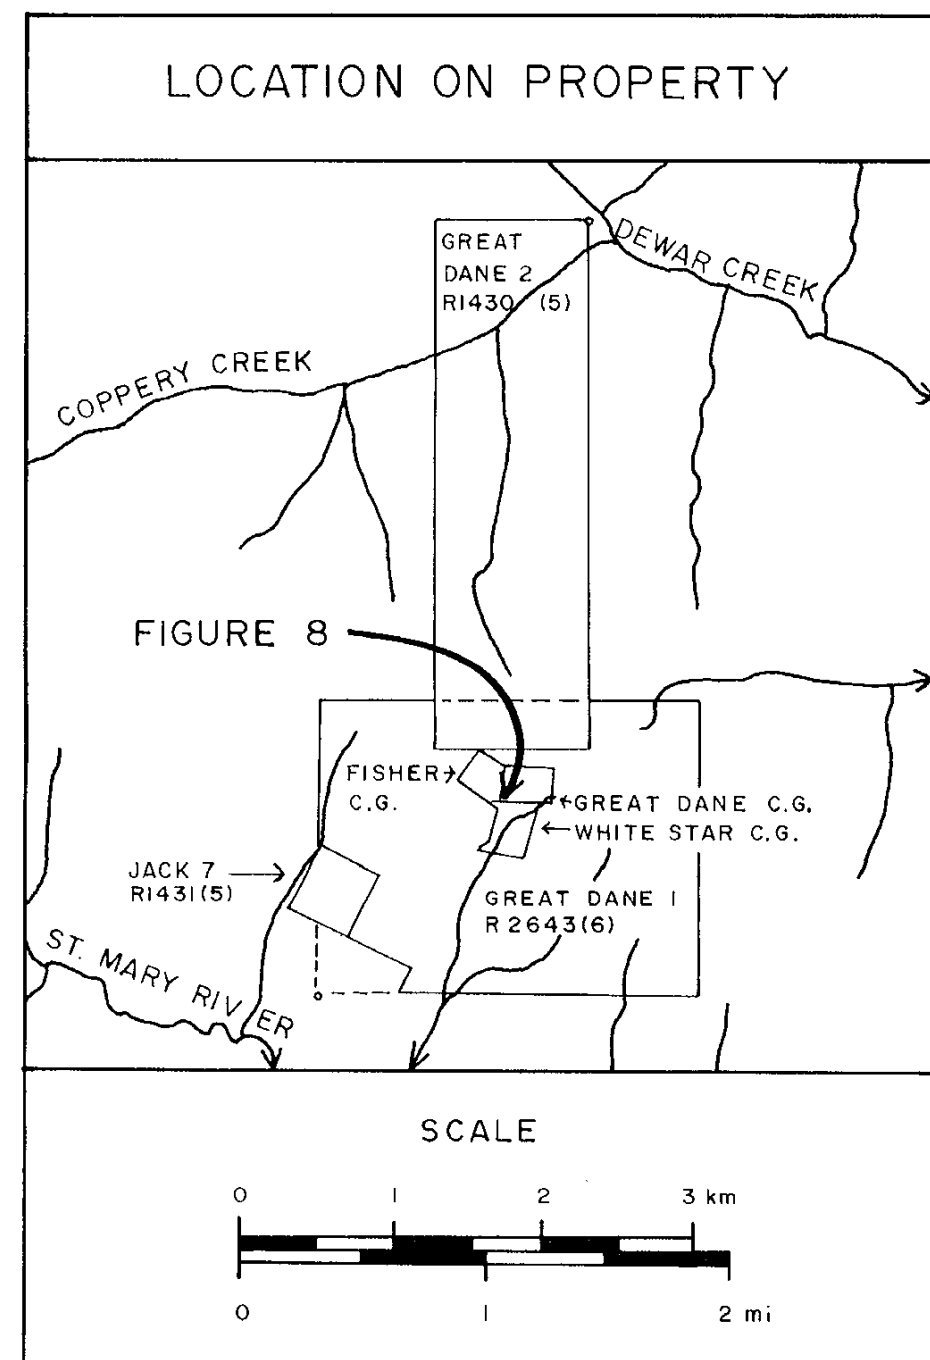 LOCATION ON PROPERTY
DEWAR CREEK
GREAT
DANE 2
R1430 (5)
COPPERY CREEK
FIGURE 8
FISHER
C.G.
GREAT DANE C.G.
WHITE STAR C.G.
JACK 7
R1431(5)
GREAT DANE 1
R 2643(6)
ST. MARY RIVER
SCALE
0 1 2 3 km
0 1 2 mi